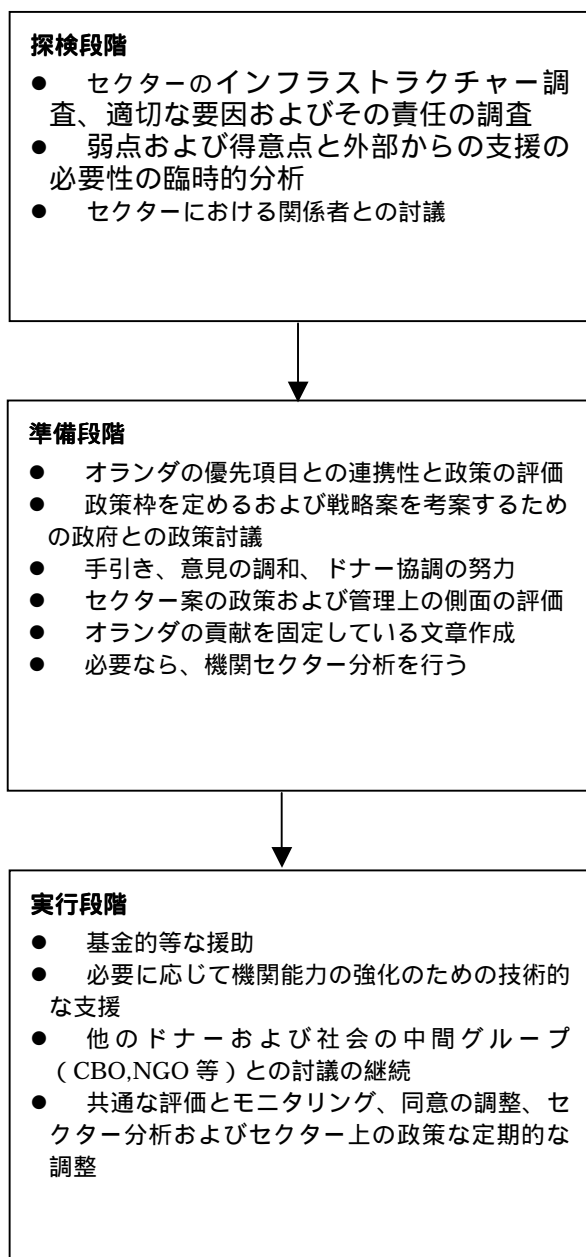 探検段階
● セクターのインフラストラクチャー調
査、適切な要因およびその責任の調査
● 弱点および得意点と外部からの支援の
必要性の臨時的分析
● セクターにおける関係者との討議
準備段階
● オランダの優先項目との連携性と政策の評価
● 政策枠を定めるおよび戦略案を考案するため
の政府との政策討議
● 手引き、意見の調和、ドナー協調の努力
● セクター案の政策および管理上の側面の評価
● オランダの貢献を固定している文章作成
● 必要なら、機関セクター分析を行う
実行段階
● 基金的等な援助
● 必要に応じて機関能力の強化のための技術的
な支援
● 他のドナーおよび社会の中間グループ
（CBO,NGO 等）との討議の継続
● 共通な評価とモニタリング、同意の調整、セ
クター分析およびセクター上の政策な定期的な
調整